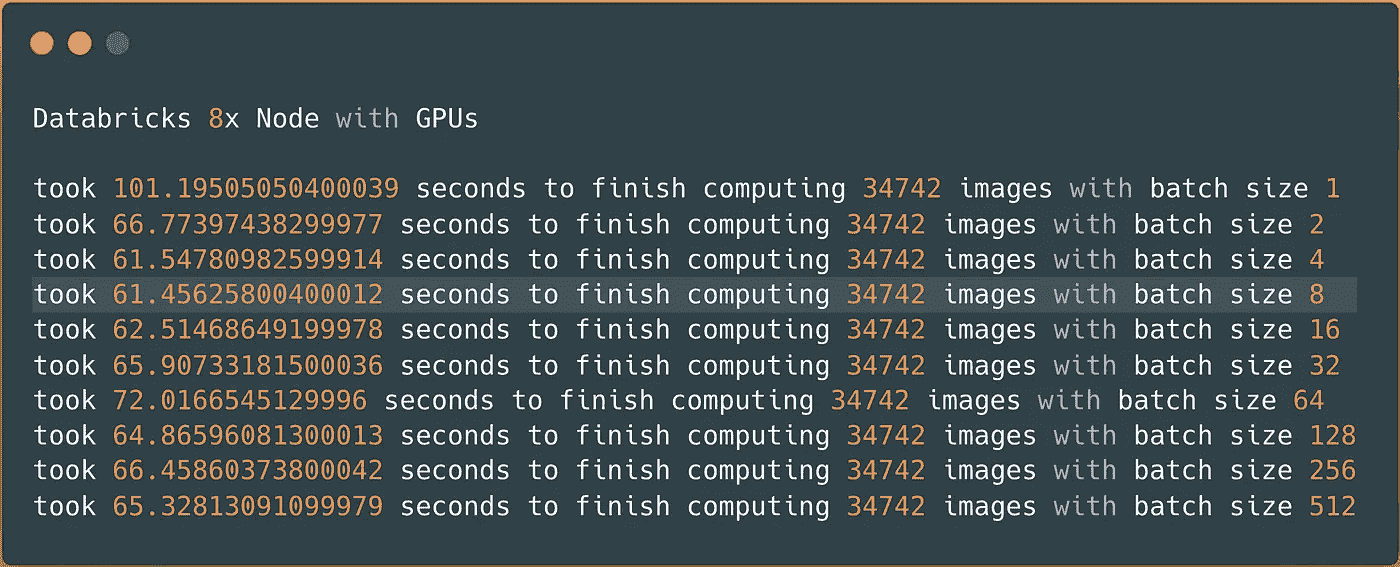 Databricks 8x Node with GPUs
took 101.19505050400039 seconds to finish computing 34742 images with batch size 1
took 66.77397438299977 seconds to finish computing 34742 images with batch size 2
took 61.54780982599914 seconds to finish computing 34742 images with batch size 4
took 61.45625800400012 seconds to finish computing 34742 images with batch size 8
took 62.51468649199978 seconds to finish computing 34742 images with batch size 16
took 65.90733181500036 seconds to finish computing 34742 images with batch size 32
took 72.0166545129996 seconds to finish computing 34742 images with batch size 64
took 64.86596081300013 seconds to finish computing 34742 images with batch size 128
took 66.45860373800042 seconds to finish computing 34742 images with batch size 256
took 65.32813091099979 seconds to finish computing 34742 images with batch size 512